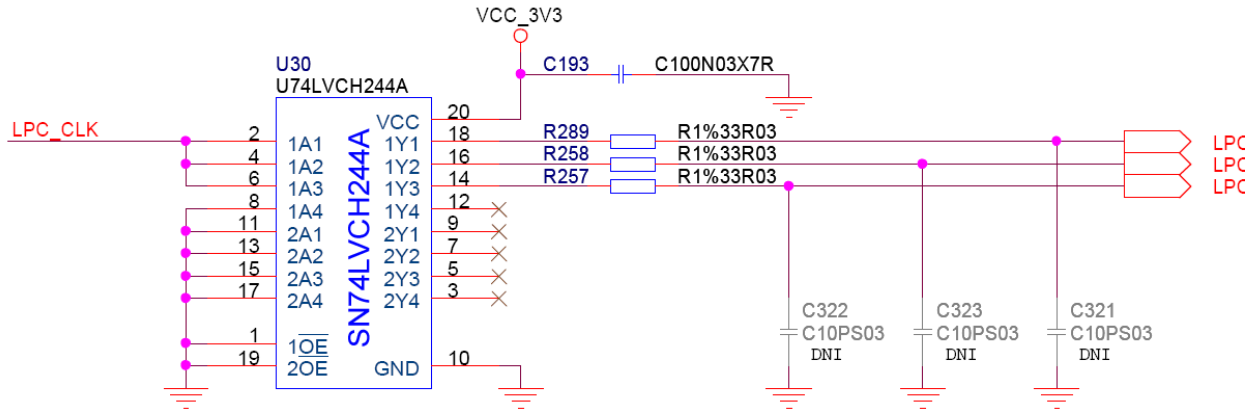 VCC_3V3
U30
U74LVCH244A
C193 C100N03X7R
LPC_CLK
SN74LVCH244A
VCC 20
2 1A1 1Y1 18 R289 R1%33R03 LPC
4 1A2 1Y2 16 R258 R1%33R03 LPC
6 1A3 1Y3 14 R257 R1%33R03 LPC
8 1A4 1Y4 12
11 2A1 2Y1 9
13 2A2 2Y2 7
15 2A3 2Y3 5
17 2A4 2Y4 3
1 1OE
19 2OE GND 10
C322 C323 C321
C10PS03 C10PS03 C10PS03
DNI DNI DNI